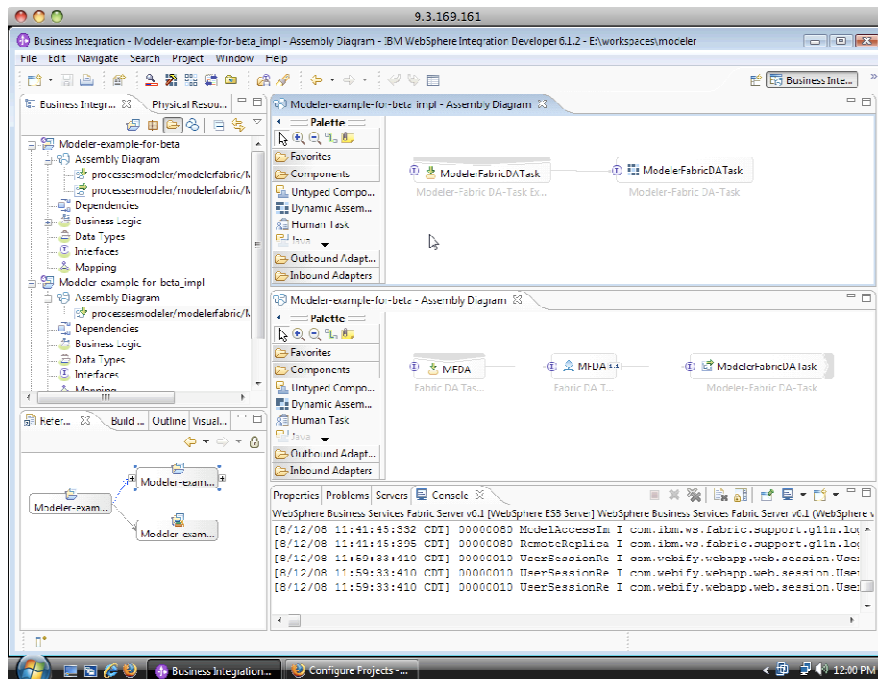 9.3.169.161
Business Integration - Modeler-example-for-beta_impl - Assembly Diagram - IBM WebSphere Integration Developer 6.1.2 - E:\workspaces\modeler
File Edit Navigate Search Project Window Help
Business Inte...
Business Integr... Physical Resou...
Modeler-example-for-beta
Assembly Diagram
processesmodeler/modelerfabric/M
processesmodeler/modelerfabric/M
Dependencies
Business Logic
Data Types
Interfaces
Mapping
Modeler-example-for-beta_impl
Assembly Diagram
processesmodeler/modelerfabric/M
Dependencies
Business Logic
Data Types
Interfaces
Mapping
Modeler-example-for-beta_impl - Assembly Diagram
Palette
Favorites
Components
Untyped Compo...
Dynamic Assem...
Human Task
Java
Outbound Adapt...
Inbound Adapters
ModelerFabricDATask
Modeler-Fabric DA-Task Ex...
ModelerFabricDATask
Modeler-Fabric DA-Task
Modeler-example-for-beta - Assembly Diagram
Palette
Favorites
Components
Untyped Compo...
Dynamic Assem...
Human Task
Java
Outbound Adapt...
Inbound Adapters
MFDA
Fabric DA Tas...
MFDA
Fabric DA T...
ModelerFabricDATask
Modeler-Fabric DA-Task
Refer... Build ... Outline Visual...
Modeler-exam...
Modeler-exam...
Modeler-exam...
Properties Problems Servers Console
WebSphere Business Services Fabric Server v6.1 [WebSphere ESB Server] WebSphere Business Services Fabric Server v6.1 (WebSphere v
[8/12/08 11:41:45:332 CDT] 00000080 ModelAccessIm I com.ibm.ws.fabric.support.g11n.log
[8/12/08 11:41:45:395 CDT] 00000080 RemoteReplica I com.ibm.ws.fabric.support.g11n.log
[8/12/08 11:59:33:410 CDT] 00000010 UserSessionRe I com.webify.webapp.web.session.User
[8/12/08 11:59:33:410 CDT] 00000010 UserSessionRe I com.webify.webapp.web.session.User
[8/12/08 11:59:33:410 CDT] 00000010 UserSessionRe I com.webify.webapp.web.session.User
Business Integration... Configure Projects -... 12:00 PM